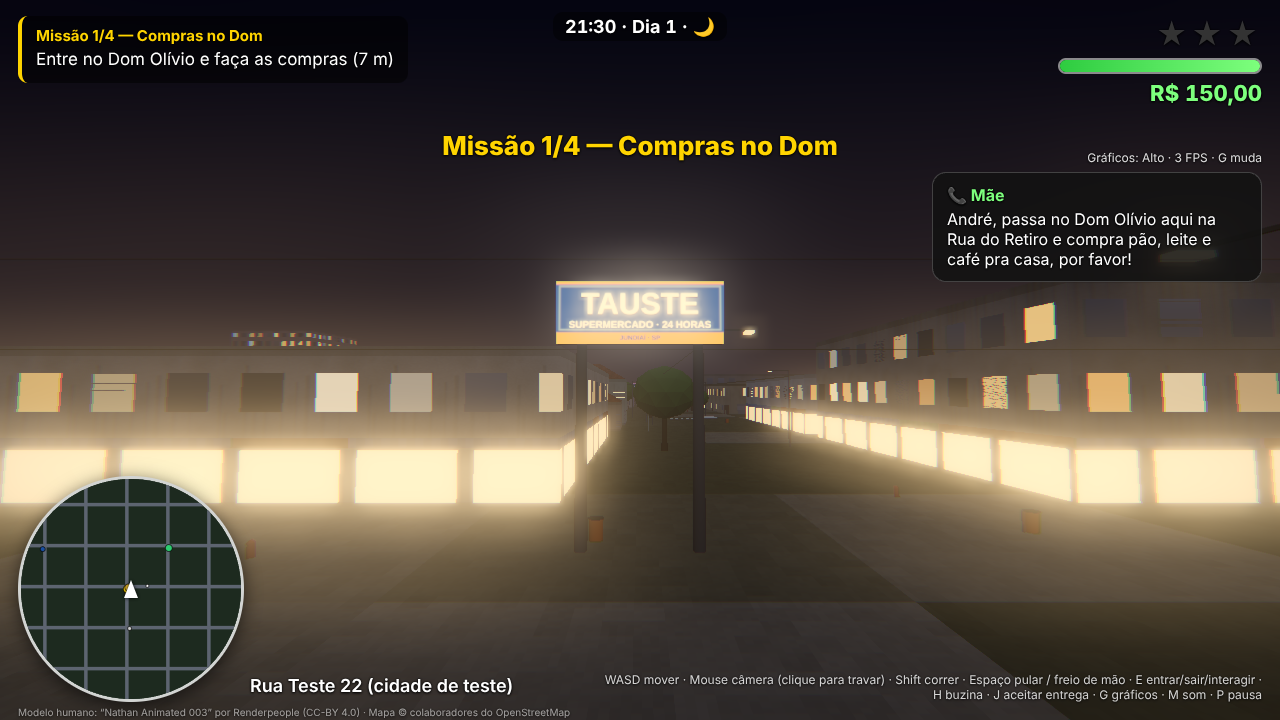 Missão 1/4 — Compras no Dom
Entre no Dom Olívio e faça as compras (7 m)
21:30 · Dia 1 · 🌙
★ ★ ★
R$ 150,00
Missão 1/4 — Compras no Dom
Gráficos: Alto · 3 FPS · G muda
📞 Mãe
André, passa no Dom Olívio aqui na
Rua do Retiro e compra pão, leite e
café pra casa, por favor!
TAUSTE
SUPERMERCADO · 24 HORAS
Rua Teste 22 (cidade de teste)
WASD mover · Mouse câmera (clique para travar) · Shift correr · Espaço pular / freio de mão · E entrar/sair/interagir ·
H buzina · J aceitar entrega · G gráficos · M som · P pausa
Modelo humano: “Nathan Animated 003” por Renderpeople (CC-BY 4.0) · Mapa © colaboradores do OpenStreetMap